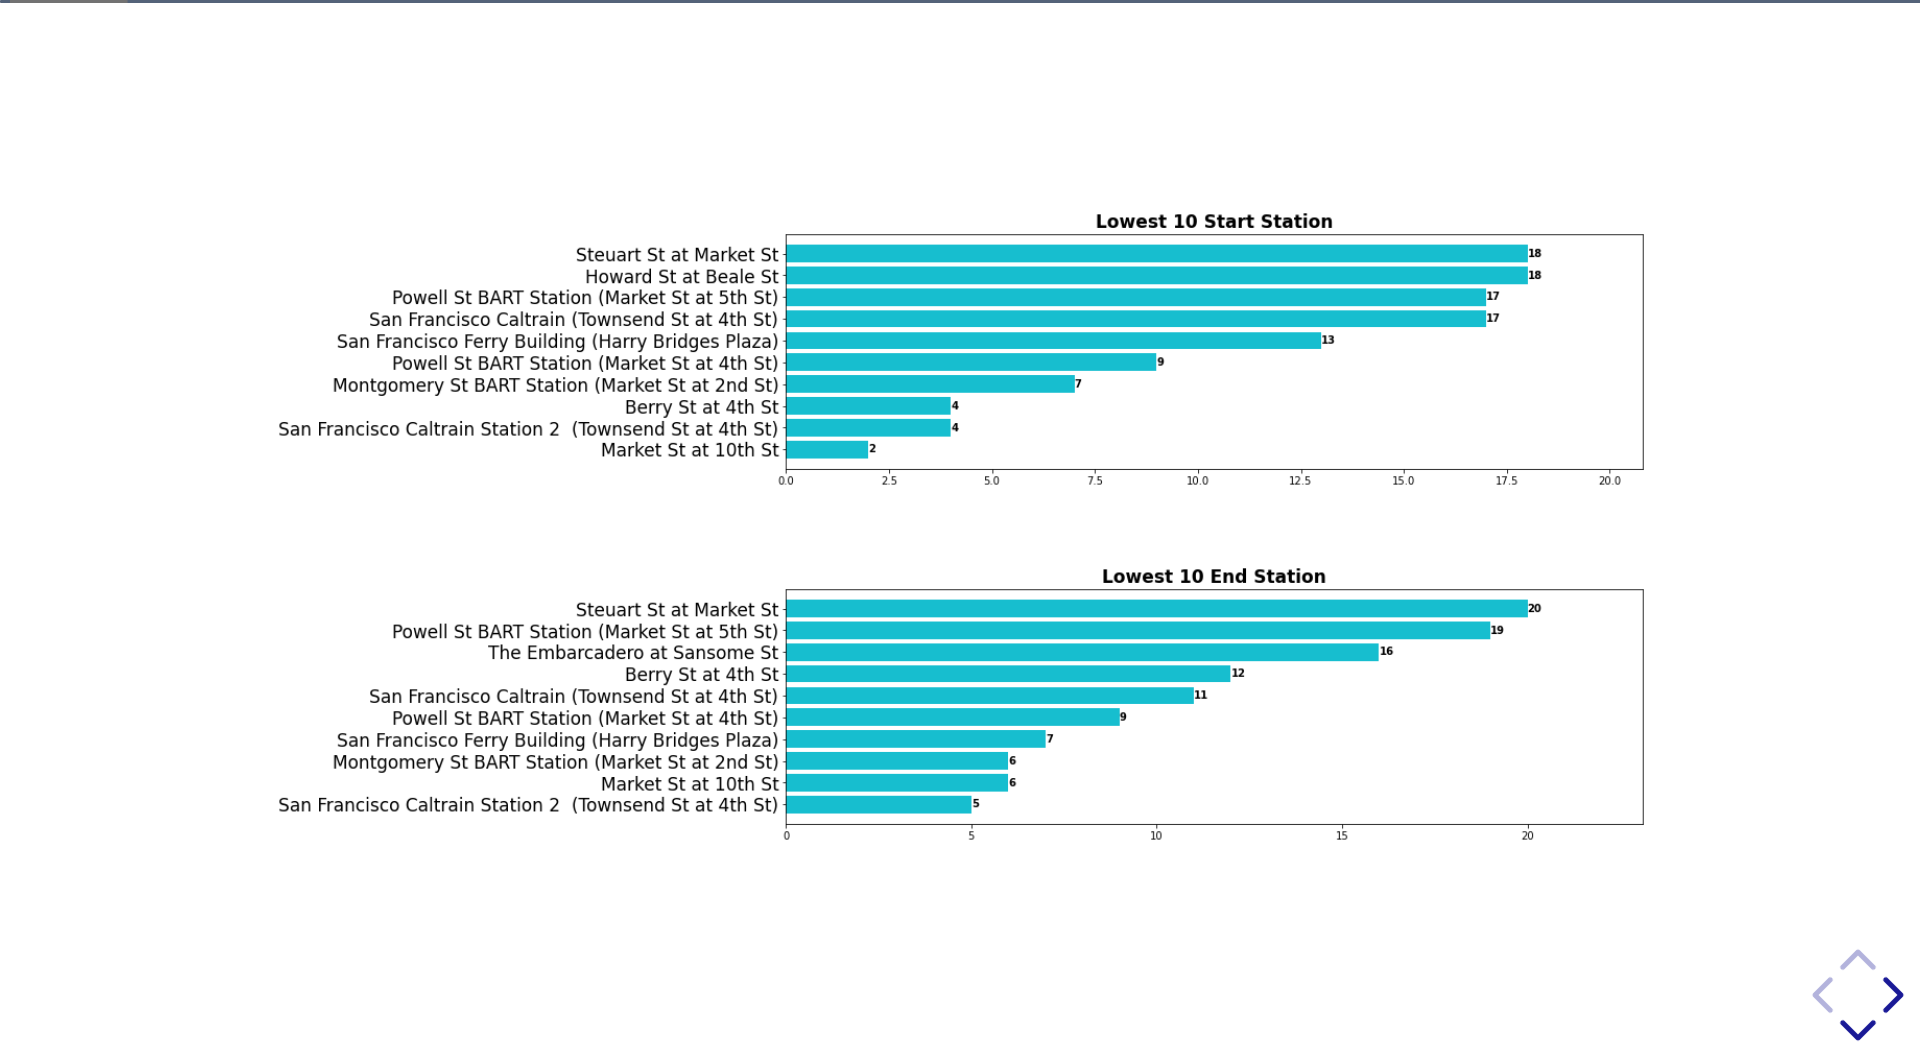 Lowest 10 Start Station
Steuart St at Market St 18
Howard St at Beale St 18
Powell St BART Station (Market St at 5th St) 17
San Francisco Caltrain (Townsend St at 4th St) 17
San Francisco Ferry Building (Harry Bridges Plaza) 13
Powell St BART Station (Market St at 4th St) 9
Montgomery St BART Station (Market St at 2nd St) 7
Berry St at 4th St 4
San Francisco Caltrain Station 2  (Townsend St at 4th St) 4
Market St at 10th St 2
0.0 2.5 5.0 7.5 10.0 12.5 15.0 17.5 20.0
Lowest 10 End Station
Steuart St at Market St 20
Powell St BART Station (Market St at 5th St) 19
The Embarcadero at Sansome St 16
Berry St at 4th St 12
San Francisco Caltrain (Townsend St at 4th St) 11
Powell St BART Station (Market St at 4th St) 9
San Francisco Ferry Building (Harry Bridges Plaza) 7
Montgomery St BART Station (Market St at 2nd St) 6
Market St at 10th St 6
San Francisco Caltrain Station 2  (Townsend St at 4th St) 5
0 5 10 15 20